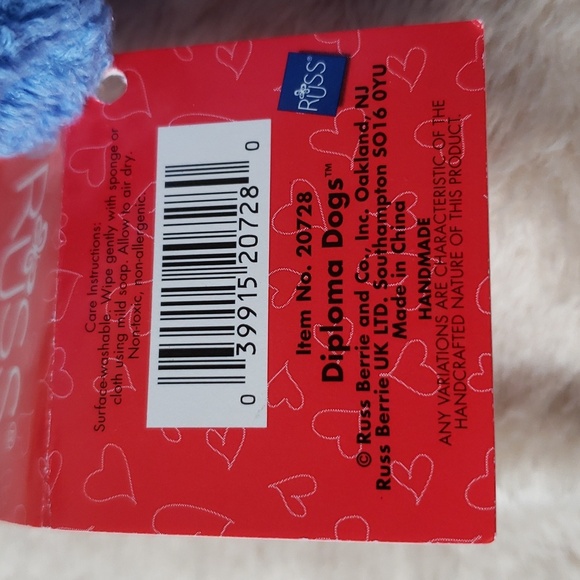 Care Instructions:
Surface-washable. Wipe gently with sponge or
cloth using mild soap. Allow to air dry.
Non-toxic, non-allergenic.
0 39915 20728 0
RUSS®
Item No. 20728
Diploma Dogs™
© Russ Berrie and Co., Inc. Oakland, NJ
Russ Berrie UK LTD. Southampton SO16 0YU
Made in China
HANDMADE
ANY VARIATIONS ARE CHARACTERISTIC OF THE
HANDCRAFTED NATURE OF THIS PRODUCT.
RUSS®